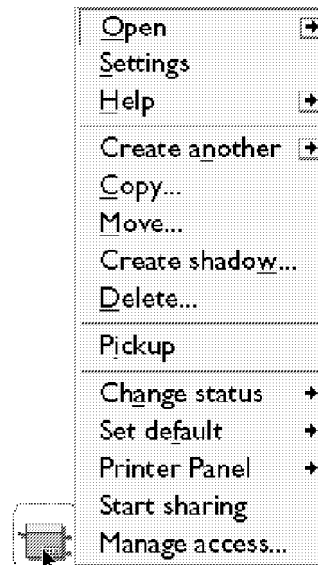 Open
Settings
Help
Create another
Copy...
Move...
Create shadow...
Delete...
Pickup
Change status
Set default
Printer Panel
Start sharing
Manage access...